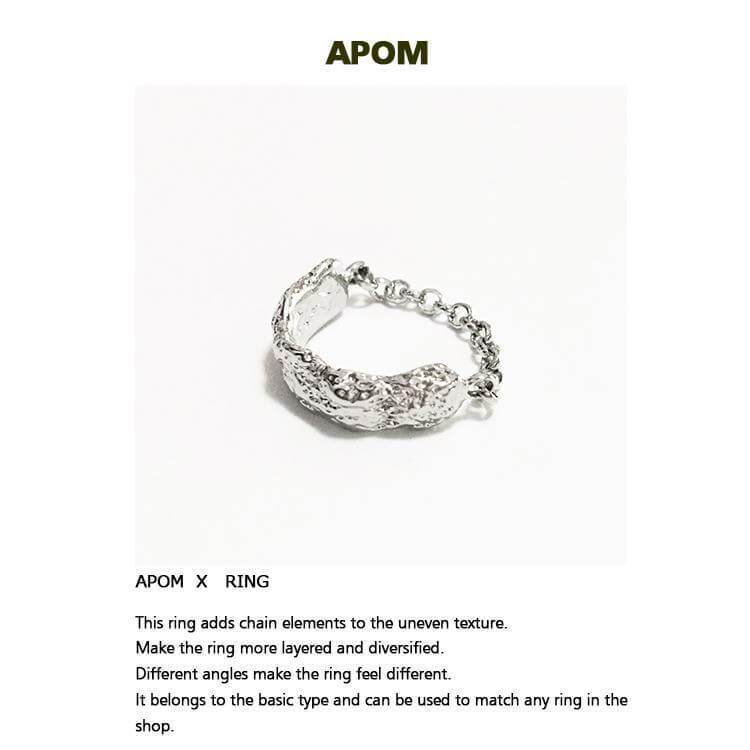 APOM
APOM X RING
This ring adds chain elements to the uneven texture.
Make the ring more layered and diversified.
Different angles make the ring feel different.
It belongs to the basic type and can be used to match any ring in the
shop.